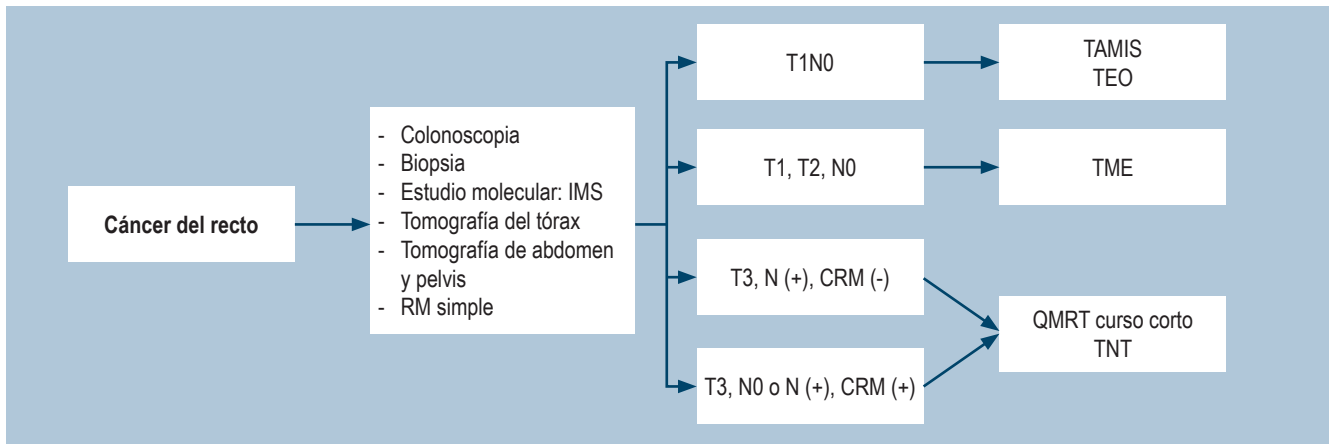 Cáncer del recto
- Colonoscopia
- Biopsia
- Estudio molecular: IMS
- Tomografía del tórax
- Tomografía de abdomen
y pelvis
- RM simple
T1N0
TAMIS
TEO
T1, T2, N0
TME
T3, N (+), CRM (-)
T3, N0 o N (+), CRM (+)
QMRT curso corto
TNT